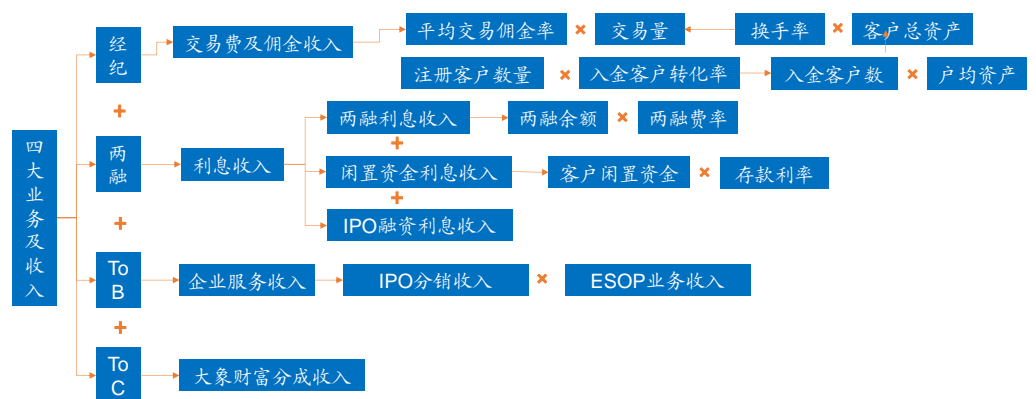 经纪
交易费及佣金收入
平均交易佣金率 × 交易量
换手率 × 客户总资产
注册客户数量 × 入金客户转化率
入金客户数 × 户均资产
+
四大业务及收入
两融
利息收入
两融利息收入
两融余额 × 两融费率
+
闲置资金利息收入
客户闲置资金 × 存款利率
+
IPO融资利息收入
+
To B
企业服务收入
IPO分销收入 × ESOP业务收入
+
To C
大象财富分成收入